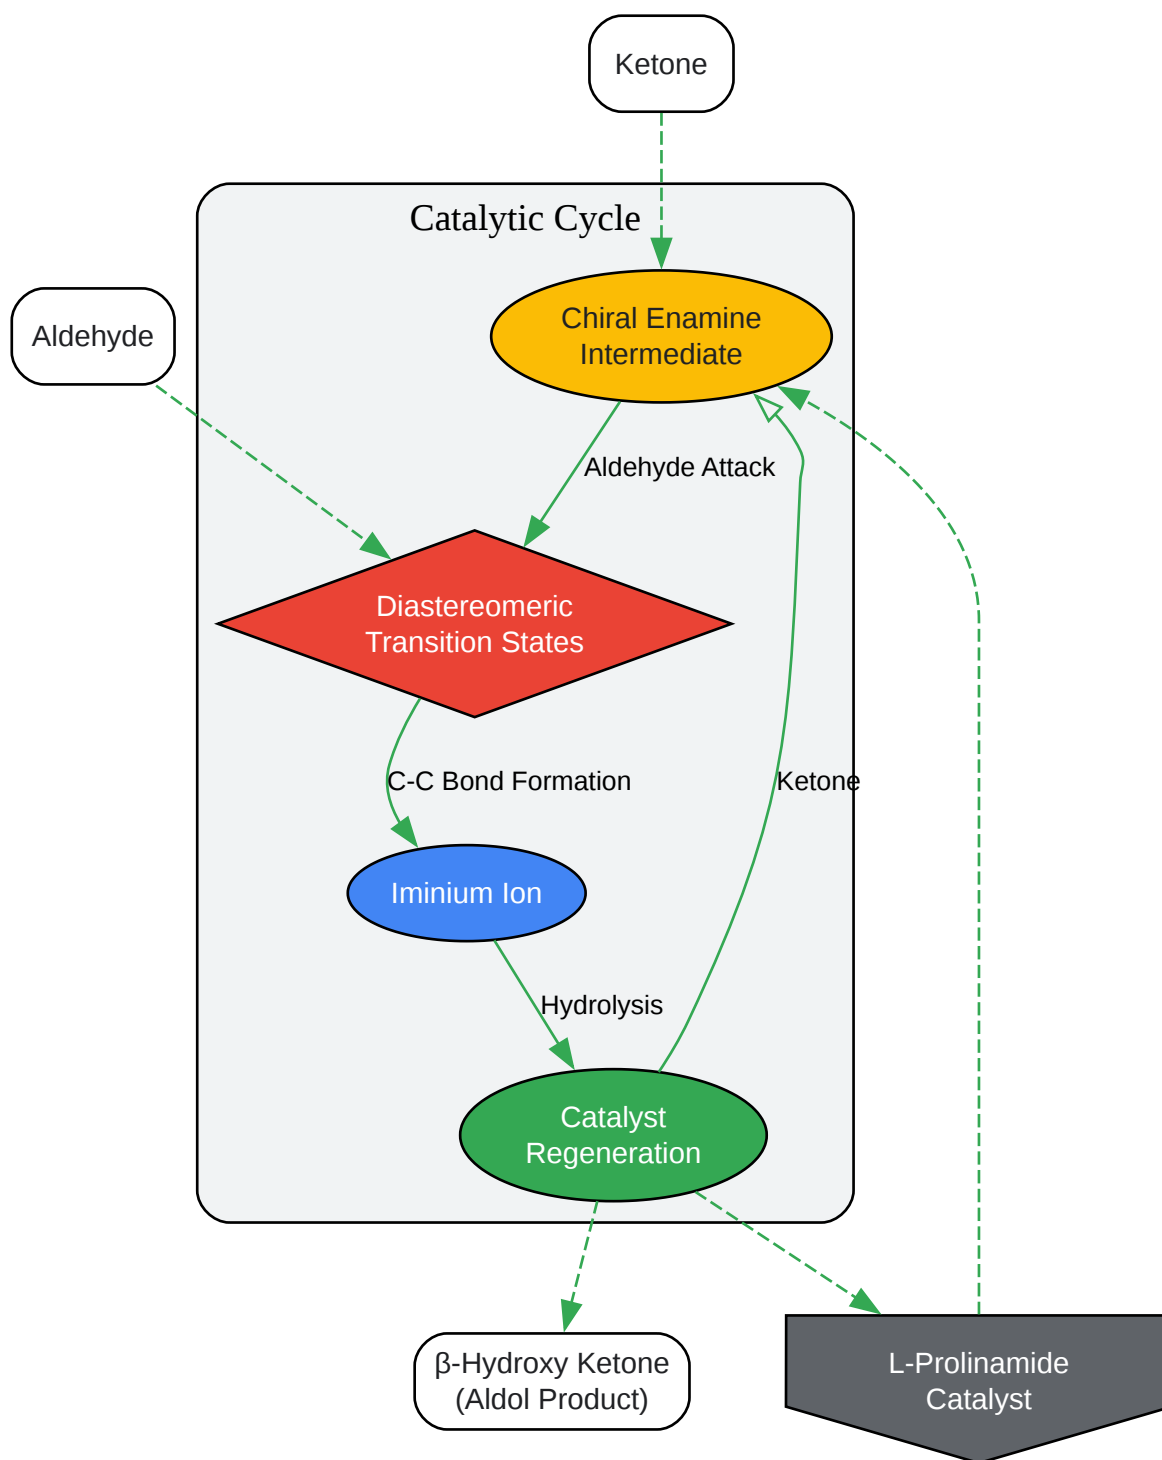 Ketone
Catalytic Cycle
Chiral Enamine
Intermediate
Aldehyde
Aldehyde Attack
Diastereomeric
Transition States
C-C Bond Formation
Ketone
Iminium Ion
Hydrolysis
Catalyst
Regeneration
β-Hydroxy Ketone
(Aldol Product)
L-Prolinamide
Catalyst